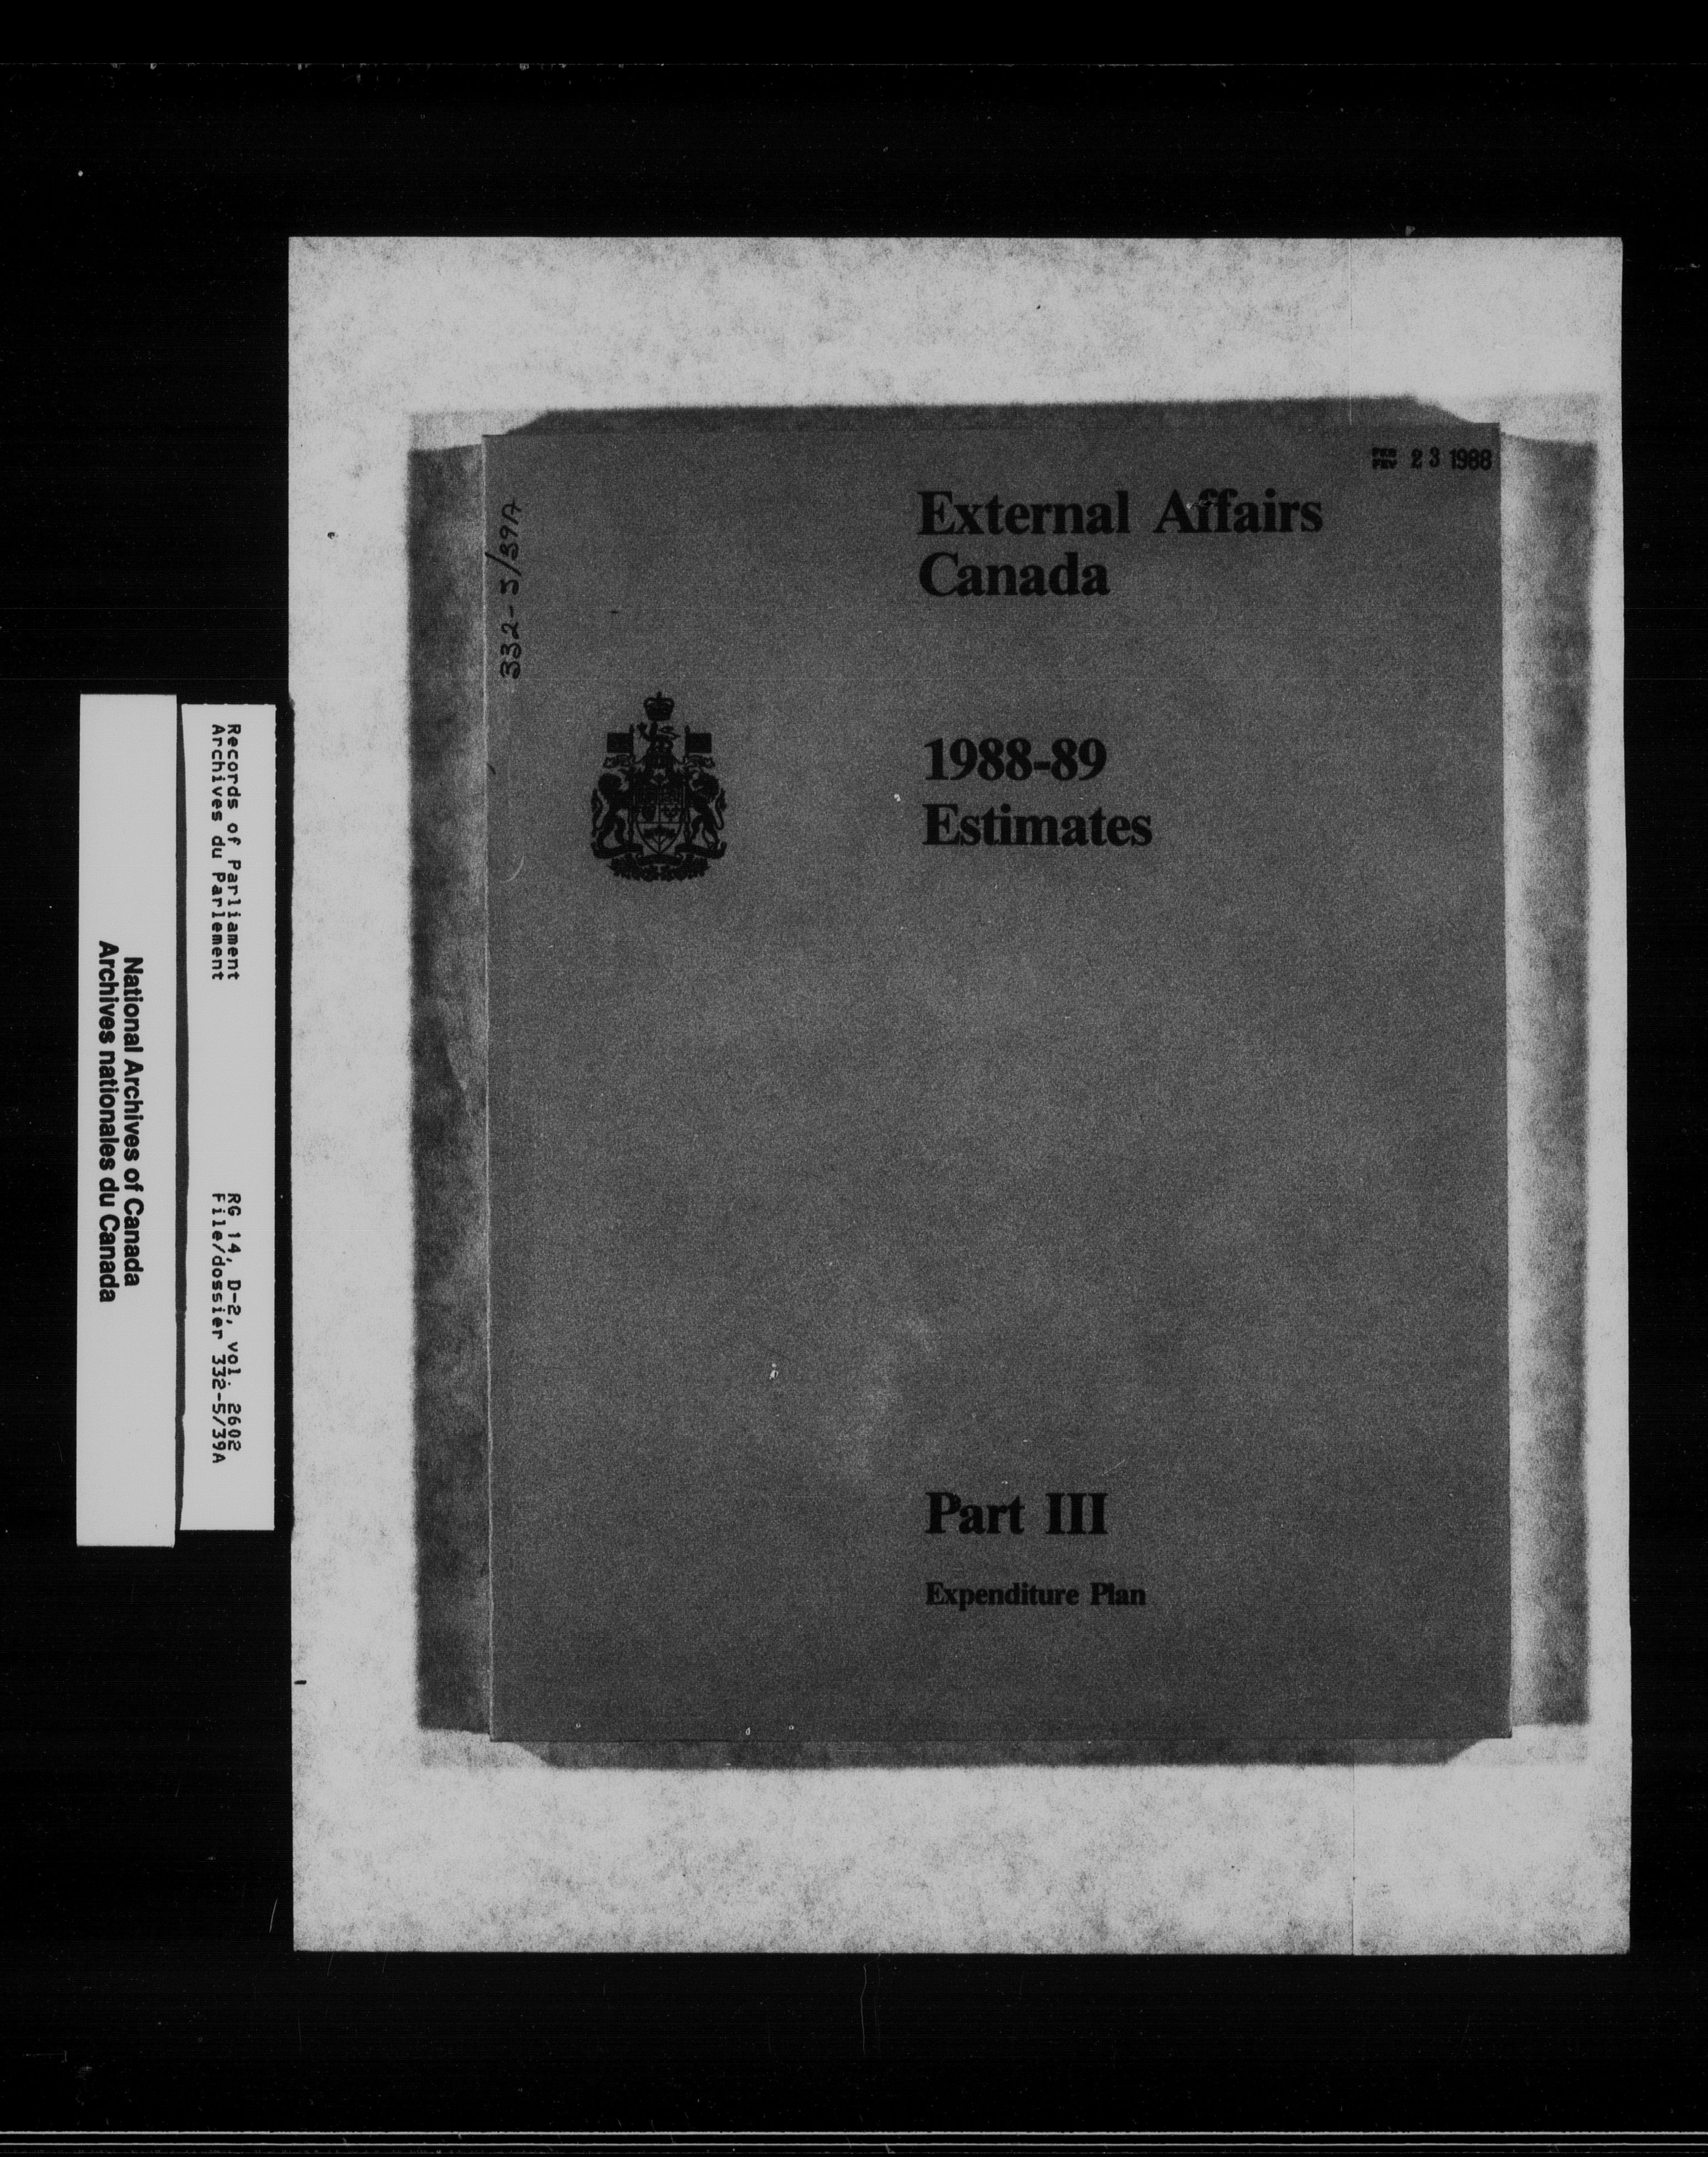 FEB
FEV 23 1988
External Affairs
Canada
332-5/39A
1988-89
Estimates
Part III
Expenditure Plan
Records of Parliament
Archives du Parlement
RG 14, D-2, vol. 2602
File/dossier 332-5/39A
National Archives of Canada
Archives nationales du Canada